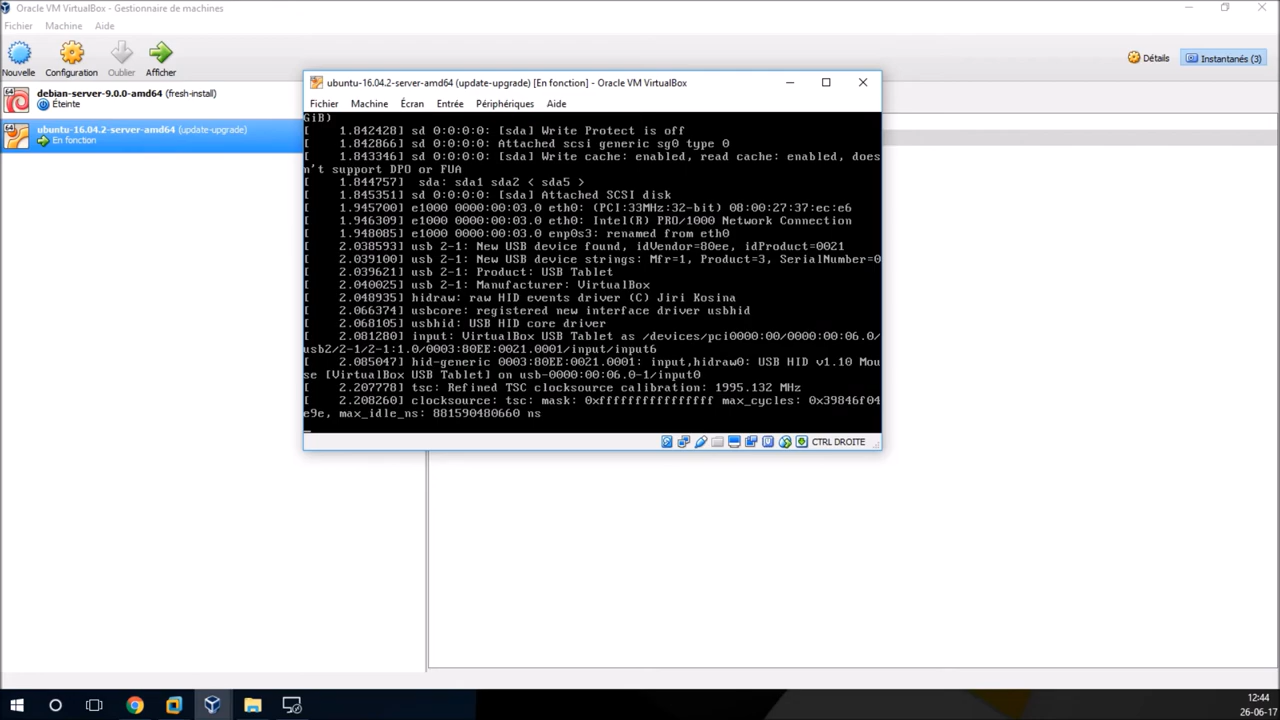 Oracle VM VirtualBox - Gestionnaire de machines
Fichier Machine Aide
Nouvelle Configuration Oublier Afficher
Détails Instantanés (3)
64 debian-server-9.0.0-amd64 (fresh-install)
Éteinte
64 ubuntu-16.04.2-server-amd64 (update-upgrade)
En fonction
ubuntu-16.04.2-server-amd64 (update-upgrade) [En fonction] - Oracle VM VirtualBox
Fichier Machine Écran Entrée Périphériques Aide
GiB)
[    1.842428] sd 0:0:0:0: [sda] Write Protect is off
[    1.842866] sd 0:0:0:0: Attached scsi generic sg0 type 0
[    1.843346] sd 0:0:0:0: [sda] Write cache: enabled, read cache: enabled, does
n't support DPO or FUA
[    1.844757]  sda: sda1 sda2 < sda5 >
[    1.845351] sd 0:0:0:0: [sda] Attached SCSI disk
[    1.945700] e1000 0000:00:03.0 eth0: (PCI:33MHz:32-bit) 08:00:27:37:ec:e6
[    1.946309] e1000 0000:00:03.0 eth0: Intel(R) PRO/1000 Network Connection
[    1.948085] e1000 0000:00:03.0 enp0s3: renamed from eth0
[    2.038593] usb 2-1: New USB device found, idVendor=80ee, idProduct=0021
[    2.039100] usb 2-1: New USB device strings: Mfr=1, Product=3, SerialNumber=0
[    2.039621] usb 2-1: Product: USB Tablet
[    2.040025] usb 2-1: Manufacturer: VirtualBox
[    2.048935] hidraw: raw HID events driver (C) Jiri Kosina
[    2.066374] usbcore: registered new interface driver usbhid
[    2.068105] usbhid: USB HID core driver
[    2.081280] input: VirtualBox USB Tablet as /devices/pci0000:00/0000:00:06.0/
usb2/2-1/2-1:1.0/0003:80EE:0021.0001/input/input6
[    2.085047] hid-generic 0003:80EE:0021.0001: input,hidraw0: USB HID v1.10 Mou
se [VirtualBox USB Tablet] on usb-0000:00:06.0-1/input0
[    2.207778] tsc: Refined TSC clocksource calibration: 1995.132 MHz
[    2.208260] clocksource: tsc: mask: 0xffffffffffffffff max_cycles: 0x39846f04
e9e, max_idle_ns: 881590480660 ns
CTRL DROITE
12:44
26-06-17